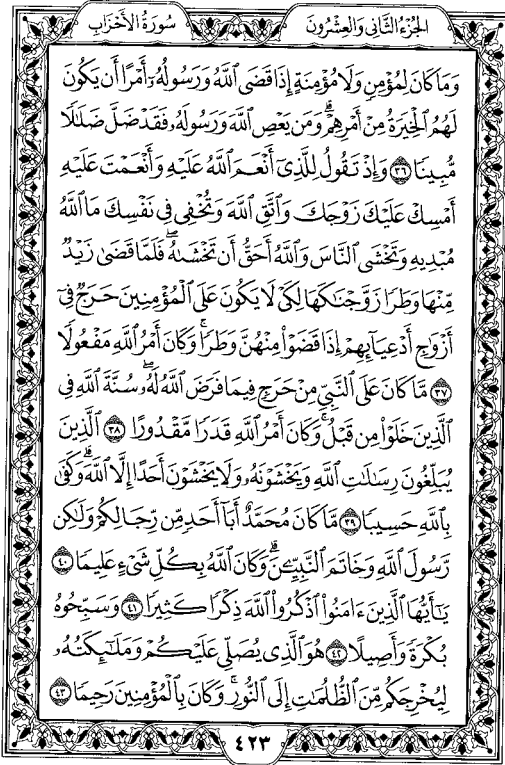 الجُزْءُ الثَّانِي وَالعِشْرُونَ سُورَةُ الأَحْزَابِ
وَمَا كَانَ لِمُؤْمِنٍ وَلَا مُؤْمِنَةٍ إِذَا قَضَى ٱللَّهُ وَرَسُولُهُۥٓ أَمْرًا أَن يَكُونَ
لَهُمُ ٱلْخِيَرَةُ مِنْ أَمْرِهِمْۗ وَمَن يَعْصِ ٱللَّهَ وَرَسُولَهُۥ فَقَدْ ضَلَّ ضَلَٰلًا
مُّبِينًا ٣٦ وَإِذْ تَقُولُ لِلَّذِىٓ أَنْعَمَ ٱللَّهُ عَلَيْهِ وَأَنْعَمْتَ عَلَيْهِ
أَمْسِكْ عَلَيْكَ زَوْجَكَ وَٱتَّقِ ٱللَّهَ وَتُخْفِى فِى نَفْسِكَ مَا ٱللَّهُ
مُبْدِيهِ وَتَخْشَى ٱلنَّاسَ وَٱللَّهُ أَحَقُّ أَن تَخْشَىٰهُۖ فَلَمَّا قَضَىٰ زَيْدٌ
مِّنْهَا وَطَرًا زَوَّجْنَٰكَهَا لِكَىْ لَا يَكُونَ عَلَى ٱلْمُؤْمِنِينَ حَرَجٌ فِىٓ
أَزْوَٰجِ أَدْعِيَآئِهِمْ إِذَا قَضَوْا۟ مِنْهُنَّ وَطَرًاۚ وَكَانَ أَمْرُ ٱللَّهِ مَفْعُولًا
٣٧ مَّا كَانَ عَلَى ٱلنَّبِىِّ مِنْ حَرَجٍ فِيمَا فَرَضَ ٱللَّهُ لَهُۥۖ سُنَّةَ ٱللَّهِ فِى
ٱلَّذِينَ خَلَوْا۟ مِن قَبْلُۚ وَكَانَ أَمْرُ ٱللَّهِ قَدَرًا مَّقْدُورًا ٣٨ ٱلَّذِينَ
يُبَلِّغُونَ رِسَٰلَٰتِ ٱللَّهِ وَيَخْشَوْنَهُۥ وَلَا يَخْشَوْنَ أَحَدًا إِلَّا ٱللَّهَۗ وَكَفَىٰ
بِٱللَّهِ حَسِيبًا ٣٩ مَّا كَانَ مُحَمَّدٌ أَبَآ أَحَدٍ مِّن رِّجَالِكُمْ وَلَٰكِن
رَّسُولَ ٱللَّهِ وَخَاتَمَ ٱلنَّبِيِّـۧنَۗ وَكَانَ ٱللَّهُ بِكُلِّ شَىْءٍ عَلِيمًا ٤٠
يَٰٓأَيُّهَا ٱلَّذِينَ ءَامَنُوا۟ ٱذْكُرُوا۟ ٱللَّهَ ذِكْرًا كَثِيرًا ٤١ وَسَبِّحُوهُ
بُكْرَةً وَأَصِيلًا ٤٢ هُوَ ٱلَّذِى يُصَلِّى عَلَيْكُمْ وَمَلَٰٓئِكَتُهُۥ
لِيُخْرِجَكُم مِّنَ ٱلظُّلُمَٰتِ إِلَى ٱلنُّورِۚ وَكَانَ بِٱلْمُؤْمِنِينَ رَحِيمًا ٤٣
٤٢٣